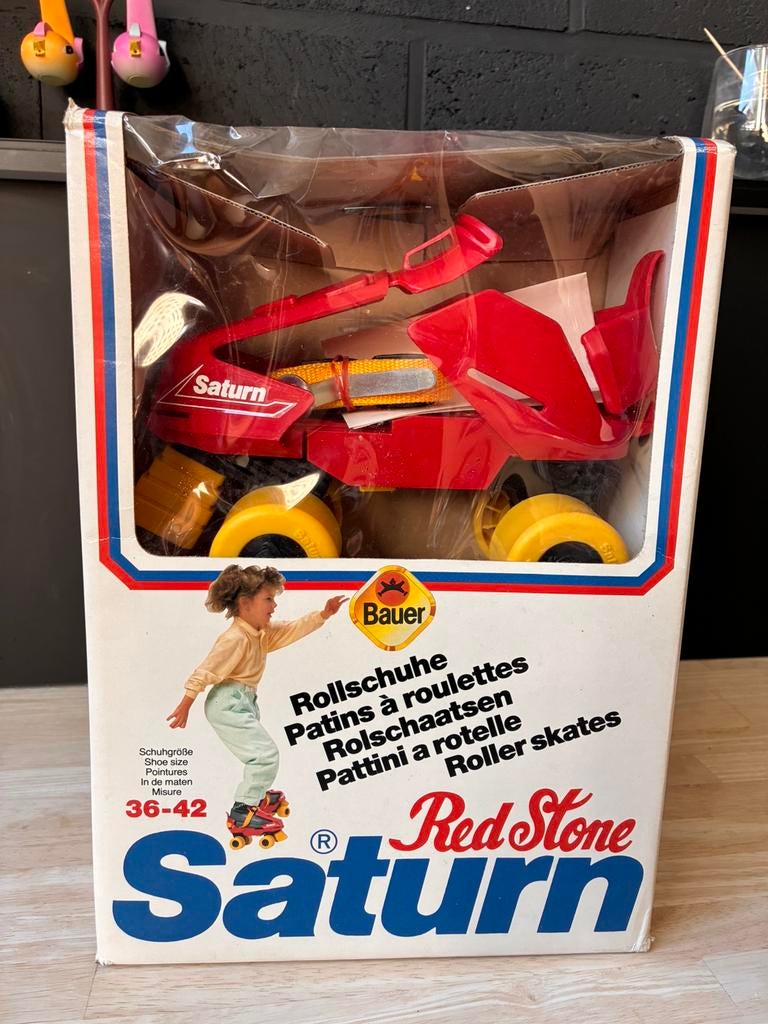 Saturn
Bauer
Rollschuhe
Patins à roulettes
Rolschaatsen
Pattini a rotelle
Roller skates
Schuhgröße
Shoe size
Pointures
In de maten
Misure
36-42
Red Stone
Saturn®